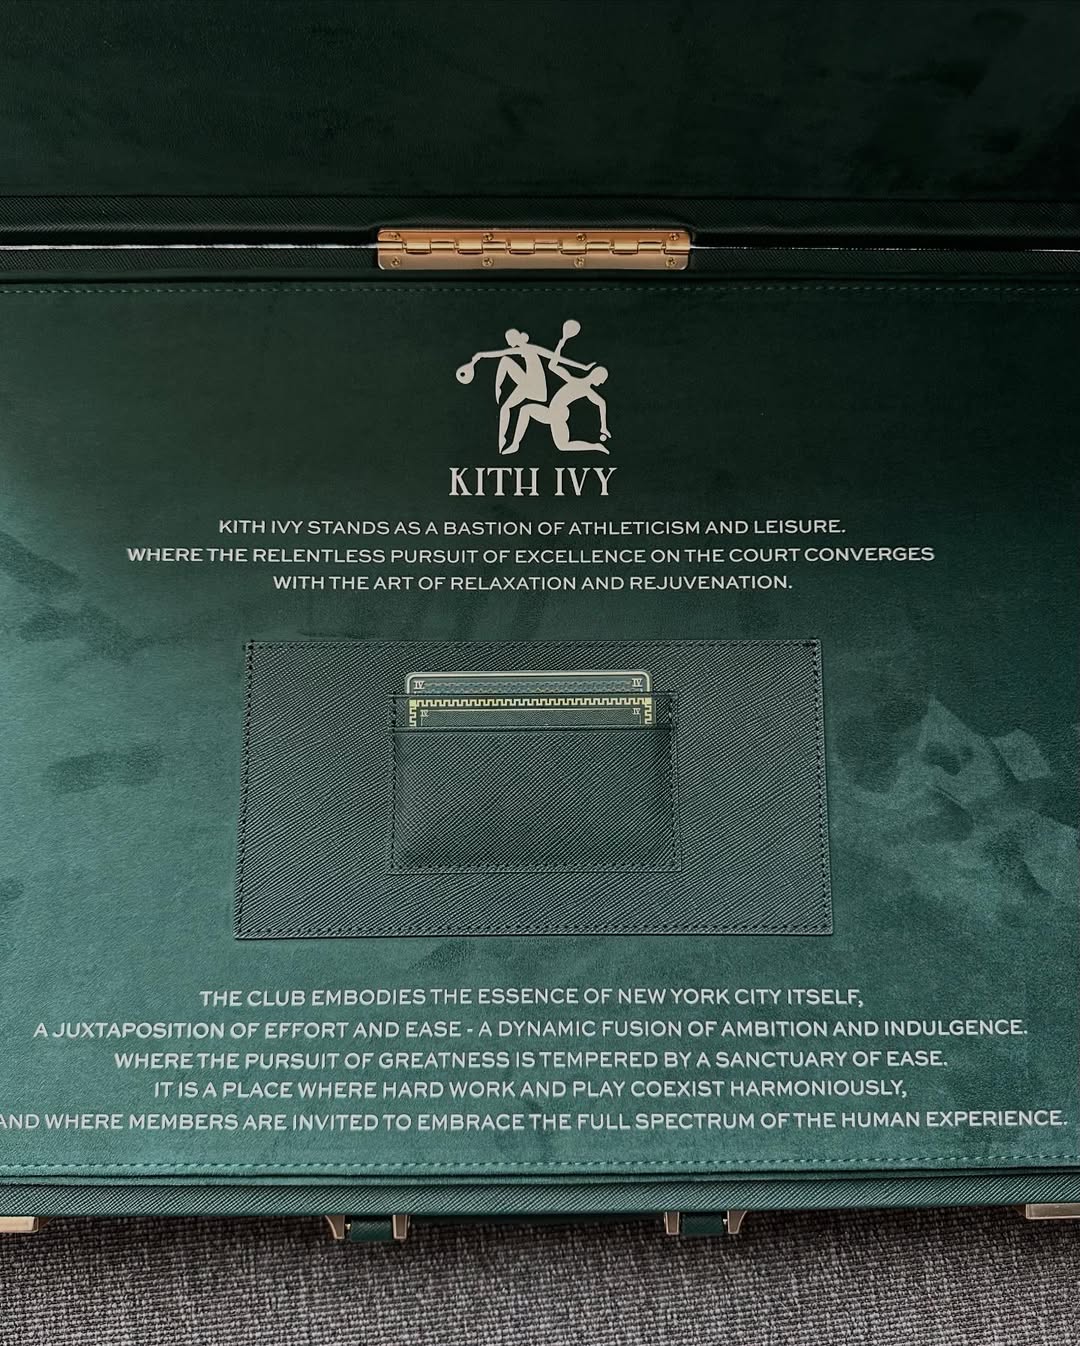 KITH IVY
KITH IVY STANDS AS A BASTION OF ATHLETICISM AND LEISURE.
WHERE THE RELENTLESS PURSUIT OF EXCELLENCE ON THE COURT CONVERGES
WITH THE ART OF RELAXATION AND REJUVENATION.
IV IV
IV IV
THE CLUB EMBODIES THE ESSENCE OF NEW YORK CITY ITSELF,
A JUXTAPOSITION OF EFFORT AND EASE - A DYNAMIC FUSION OF AMBITION AND INDULGENCE.
WHERE THE PURSUIT OF GREATNESS IS TEMPERED BY A SANCTUARY OF EASE.
IT IS A PLACE WHERE HARD WORK AND PLAY COEXIST HARMONIOUSLY,
AND WHERE MEMBERS ARE INVITED TO EMBRACE THE FULL SPECTRUM OF THE HUMAN EXPERIENCE.